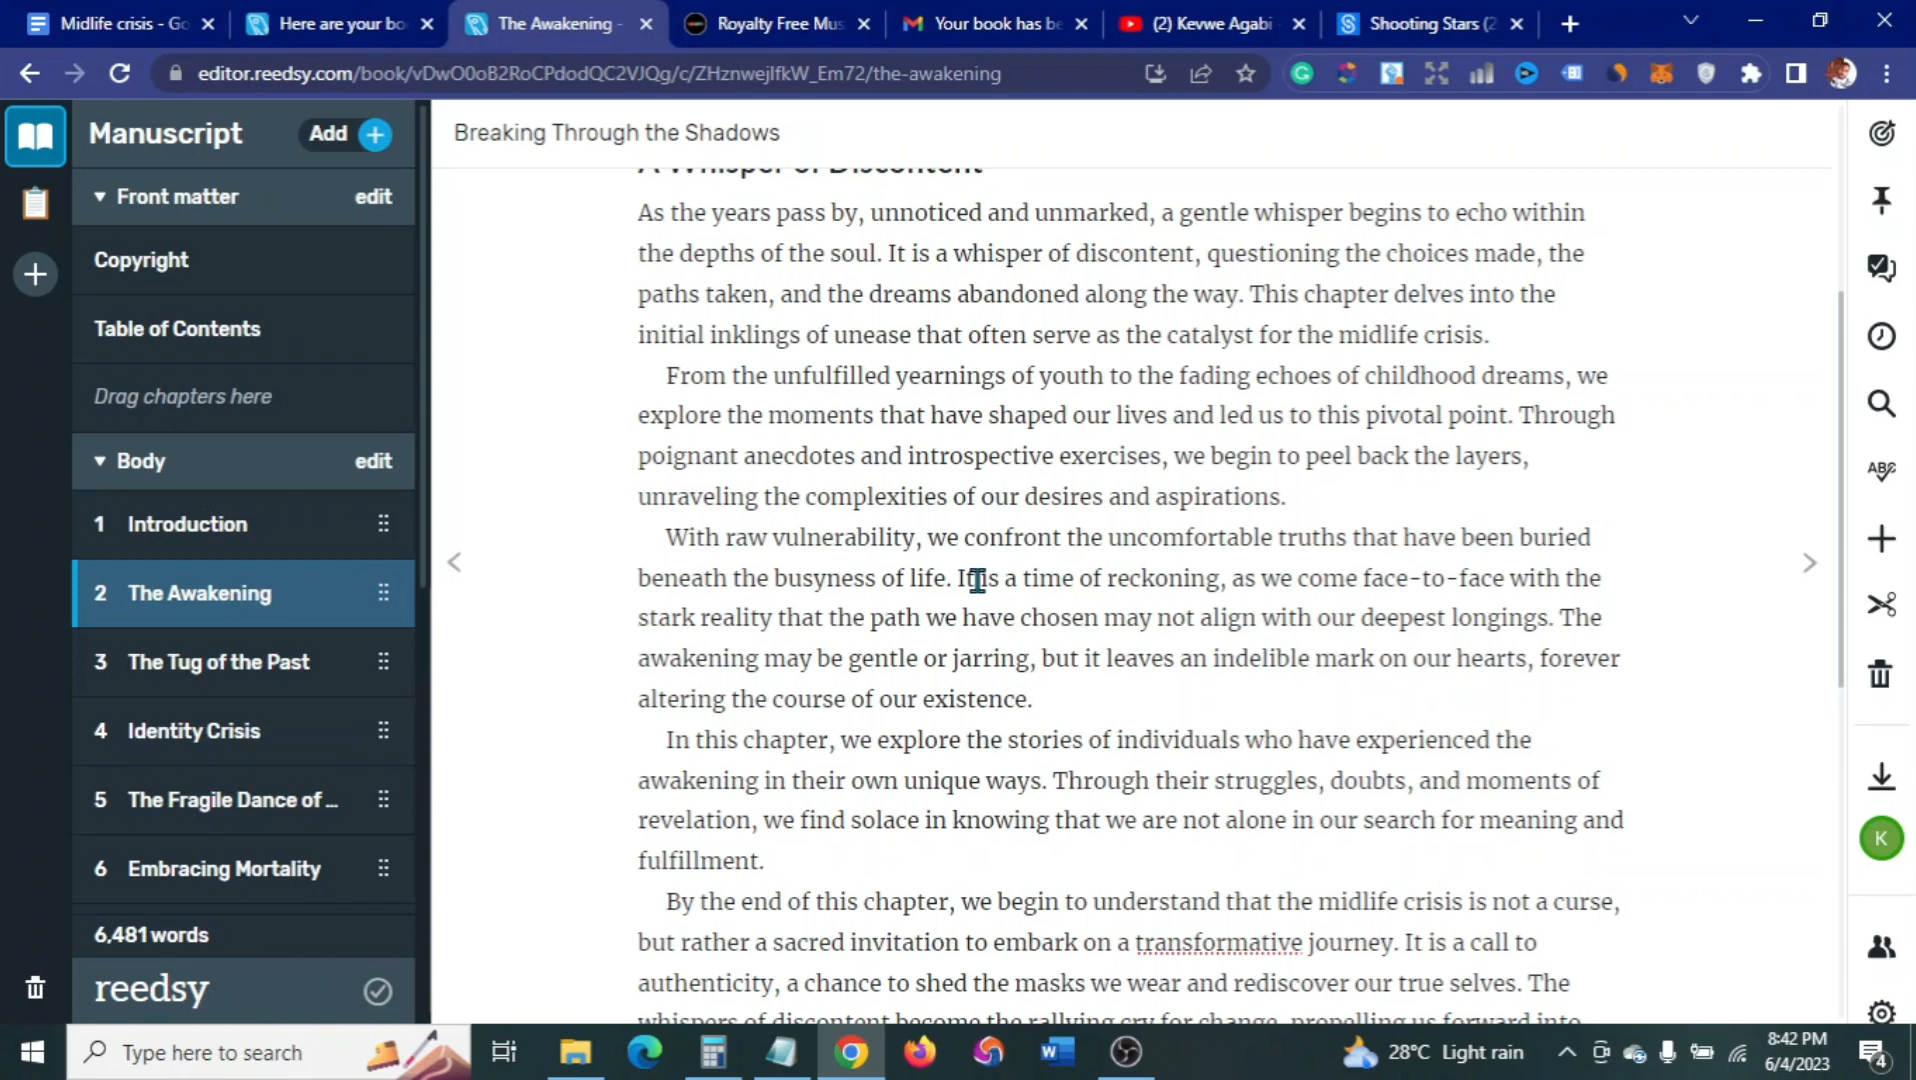 Midlife crisis - Go
Here are your bo
The Awakening -
Royalty Free Mus
Your book has be
(2) Kevwe Agabi
Shooting Stars (2
editor.reedsy.com/book/vDwO0oB2RoCPdodQC2VJQg/c/ZHznwejlfkW_Em72/the-awakening
Manuscript
Add
Front matter
edit
Copyright
Table of Contents
Drag chapters here
Body
edit
1 Introduction
2 The Awakening
3 The Tug of the Past
4 Identity Crisis
5 The Fragile Dance of ...
6 Embracing Mortality
6,481 words
reedsy
Breaking Through the Shadows
A Whisper of Discontent
As the years pass by, unnoticed and unmarked, a gentle whisper begins to echo within
the depths of the soul. It is a whisper of discontent, questioning the choices made, the
paths taken, and the dreams abandoned along the way. This chapter delves into the
initial inklings of unease that often serve as the catalyst for the midlife crisis.
From the unfulfilled yearnings of youth to the fading echoes of childhood dreams, we
explore the moments that have shaped our lives and led us to this pivotal point. Through
poignant anecdotes and introspective exercises, we begin to peel back the layers,
unraveling the complexities of our desires and aspirations.
With raw vulnerability, we confront the uncomfortable truths that have been buried
beneath the busyness of life. It is a time of reckoning, as we come face-to-face with the
stark reality that the path we have chosen may not align with our deepest longings. The
awakening may be gentle or jarring, but it leaves an indelible mark on our hearts, forever
altering the course of our existence.
In this chapter, we explore the stories of individuals who have experienced the
awakening in their own unique ways. Through their struggles, doubts, and moments of
revelation, we find solace in knowing that we are not alone in our search for meaning and
fulfillment.
By the end of this chapter, we begin to understand that the midlife crisis is not a curse,
but rather a sacred invitation to embark on a transformative journey. It is a call to
authenticity, a chance to shed the masks we wear and rediscover our true selves. The
whispers of discontent become the rallying cry for change, propelling us forward into
ABC
K
Type here to search
28°C Light rain
8:42 PM
6/4/2023
4